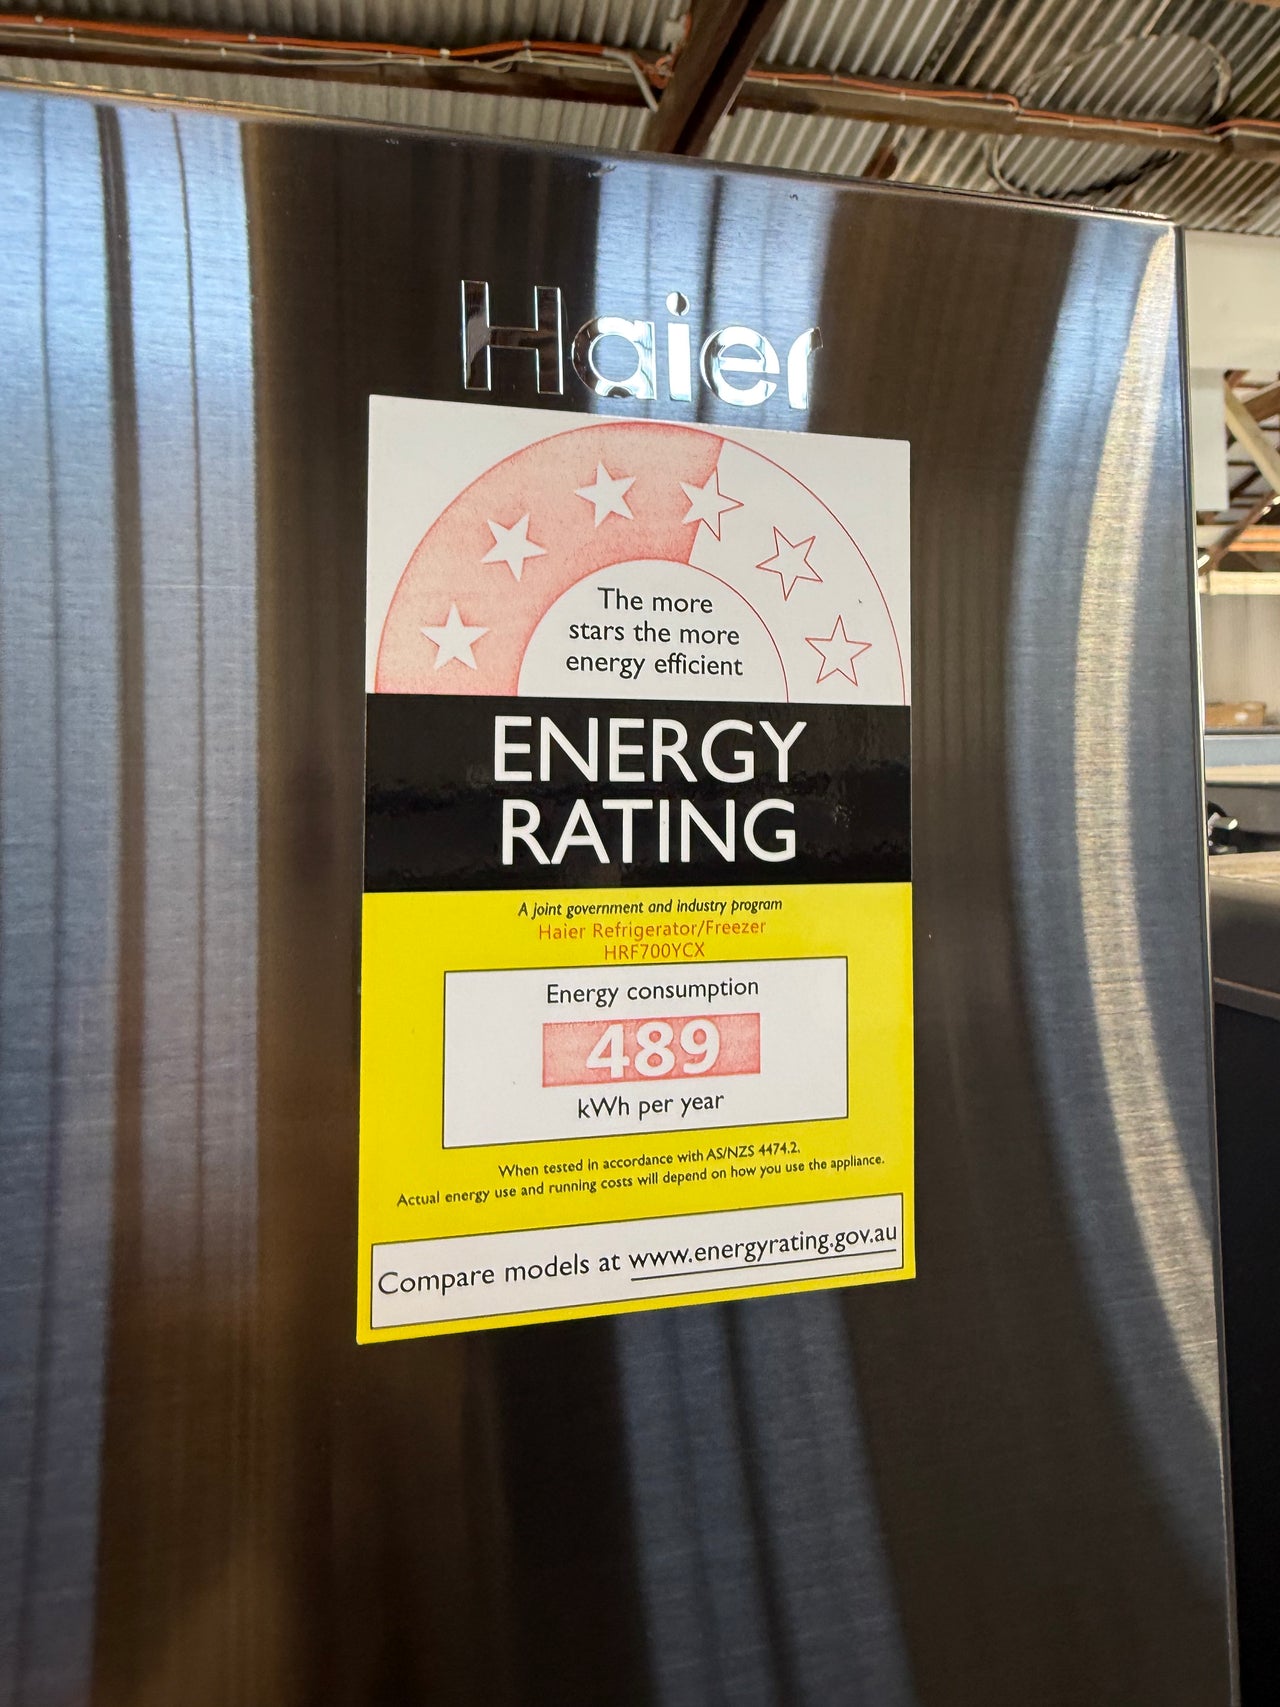 Haier
The more
stars the more
energy efficient
ENERGY
RATING
A joint government and industry program
Haier Refrigerator/Freezer
HRF700YCX
Energy consumption
489
kWh per year
When tested in accordance with AS/NZS 4474.2.
Actual energy use and running costs will depend on how you use the appliance.
Compare models at www.energyrating.gov.au